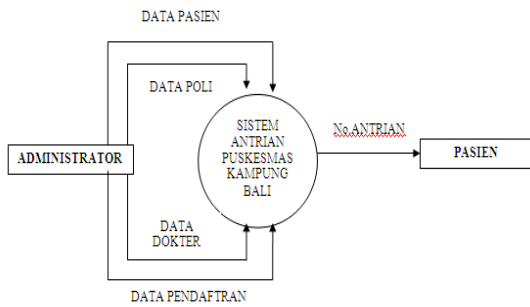 DATA PASIEN
DATA POLI
SISTEM
ANTRIAN
PUSKESMAS
KAMPUNG
BALI
No.ANTRIAN
ADMINISTRATOR
PASIEN
DATA
DOKTER
DATA PENDAFTRAN